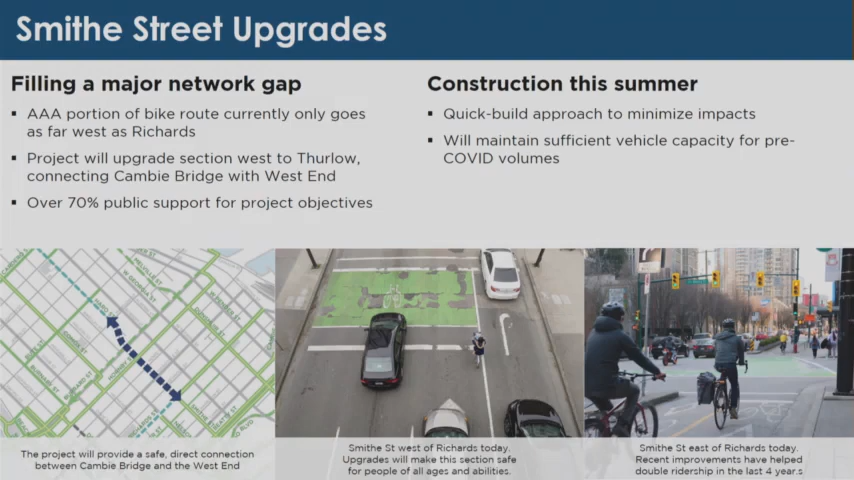 Smithe Street Upgrades
Filling a major network gap
▪ AAA portion of bike route currently only goes
as far west as Richards
▪ Project will upgrade section west to Thurlow,
connecting Cambie Bridge with West End
▪ Over 70% public support for project objectives
Construction this summer
▪ Quick-build approach to minimize impacts
▪ Will maintain sufficient vehicle capacity for pre-
COVID volumes
MELVILLE ST
W GEORGIA ST
The project will provide a safe, direct connection
between Cambie Bridge and the West End
Smithe St west of Richards today.
Upgrades will make this section safe
for people of all ages and abilities.
Smithe St east of Richards today.
Recent improvements have helped
double ridership in the last 4 year.s